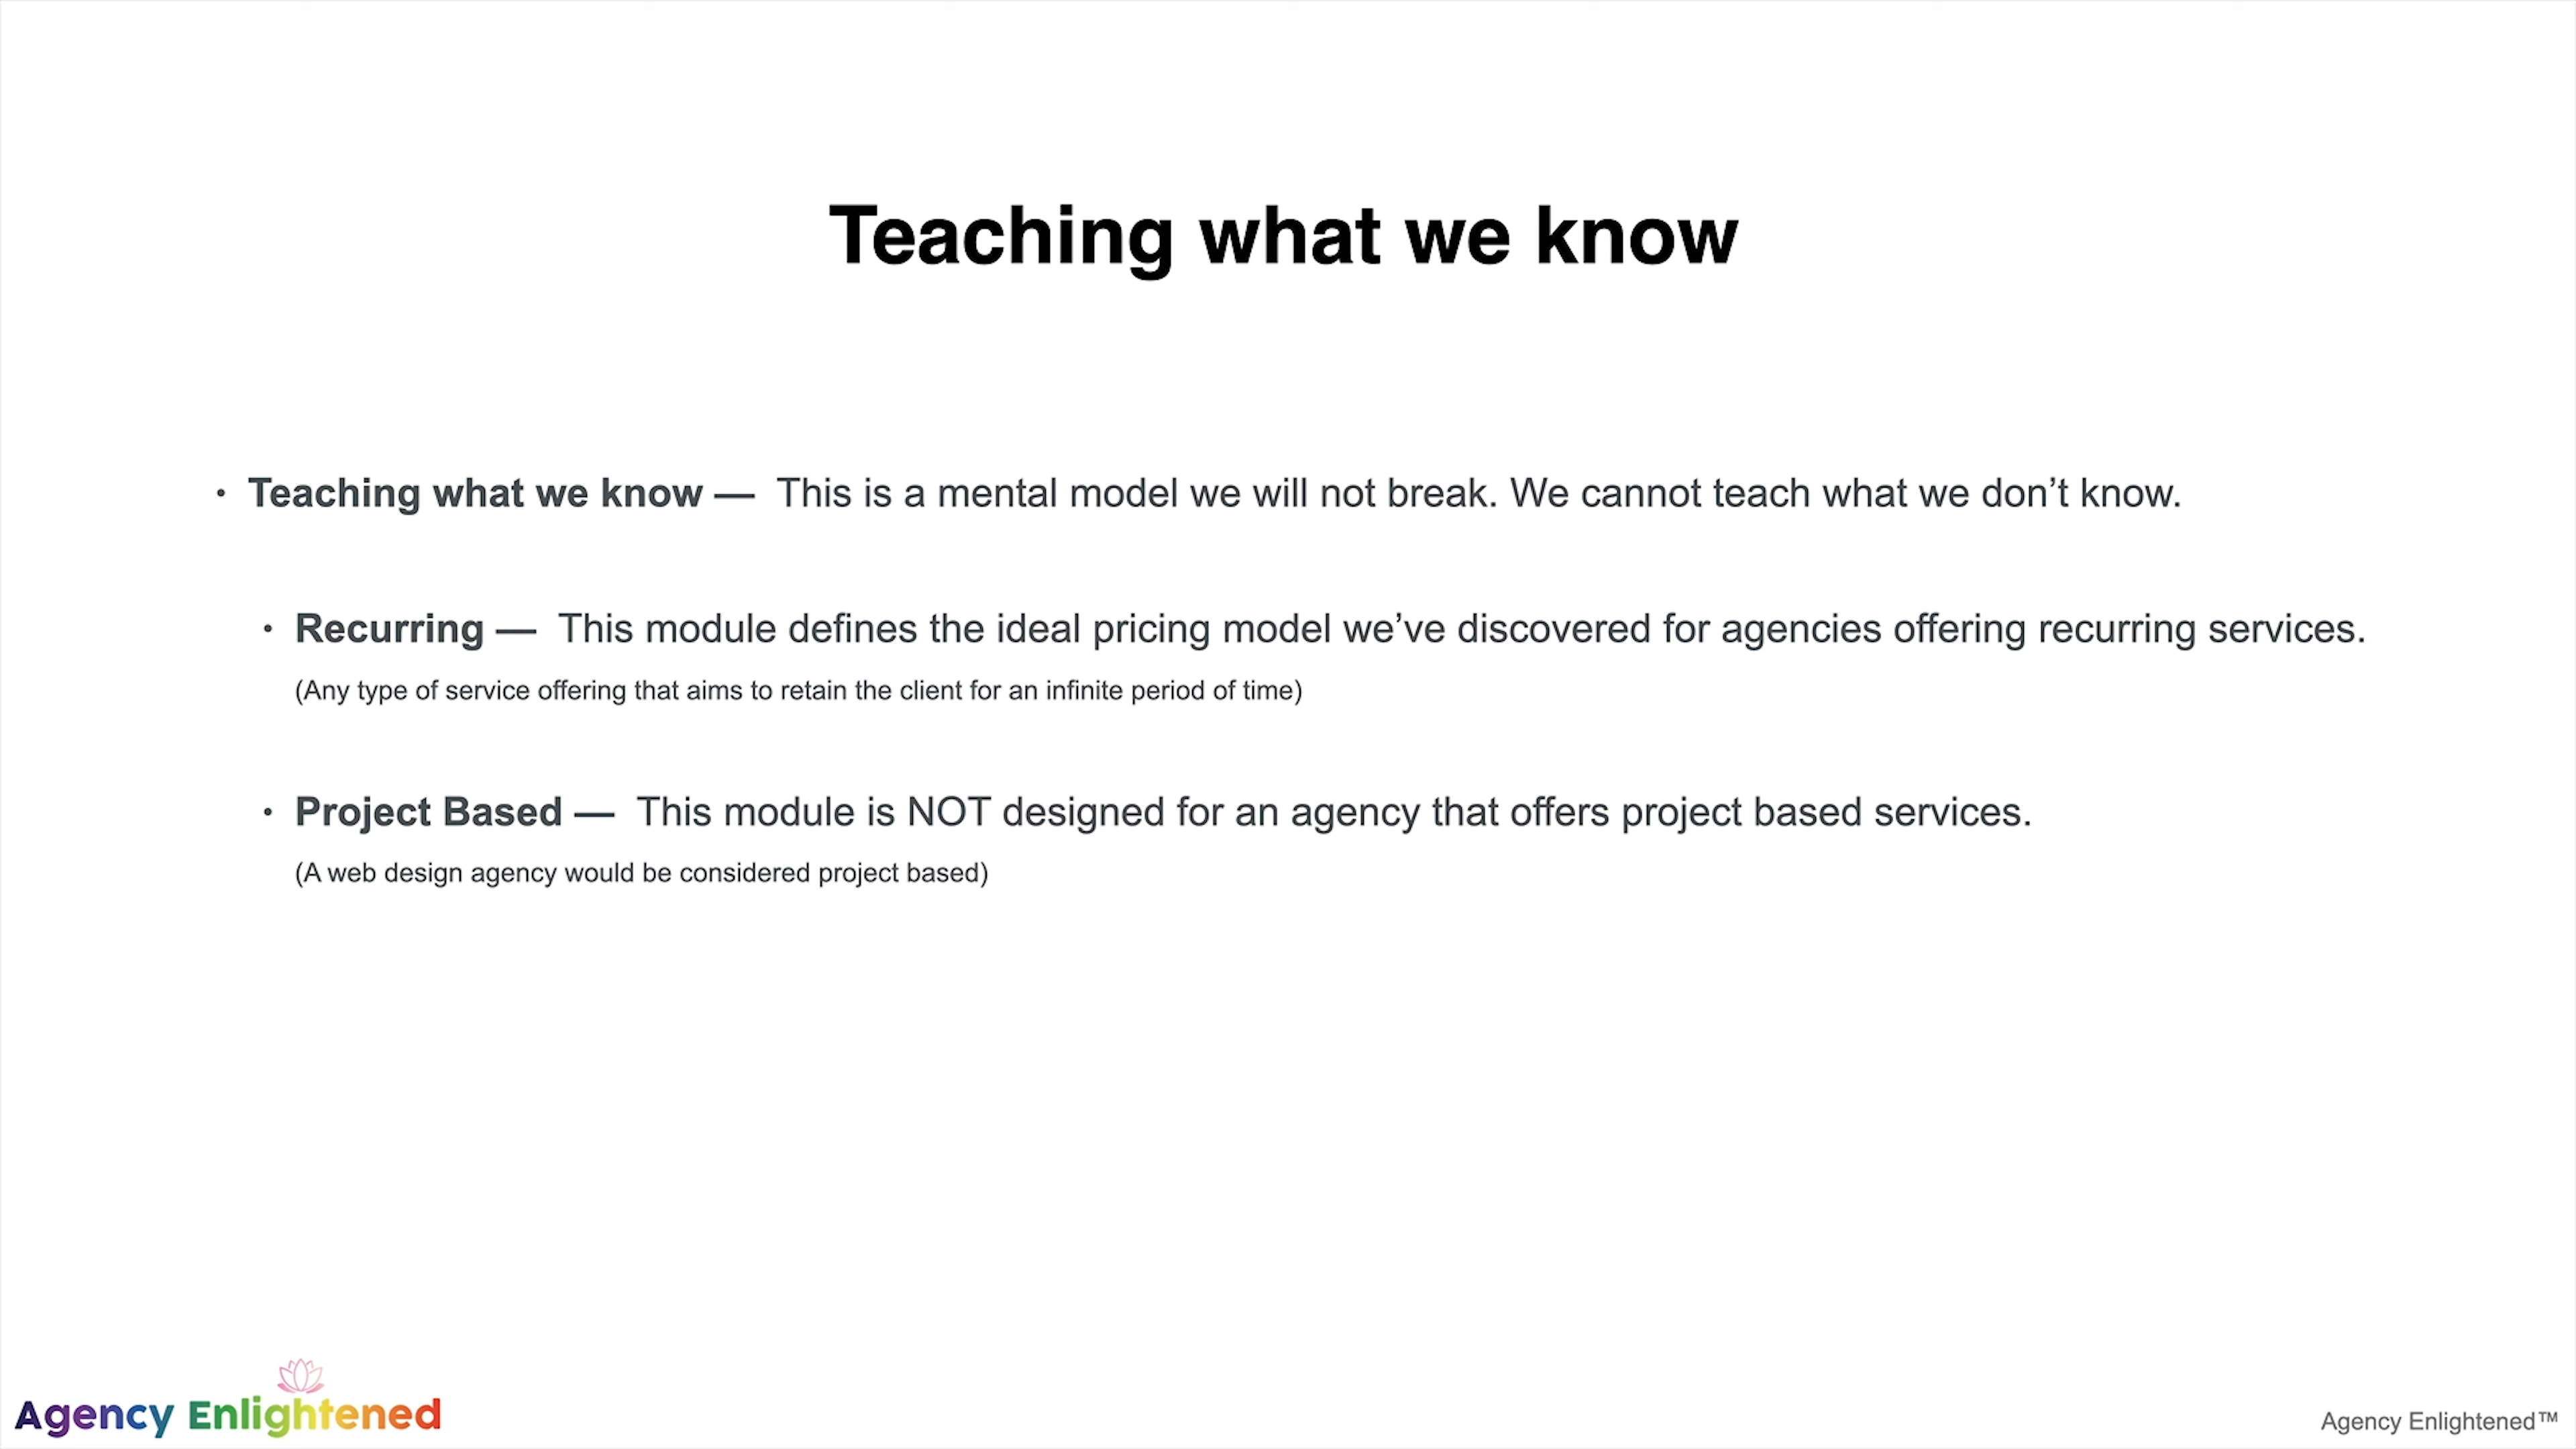 Teaching what we know
• Teaching what we know — This is a mental model we will not break. We cannot teach what we don’t know.
• Recurring — This module defines the ideal pricing model we’ve discovered for agencies offering recurring services.
(Any type of service offering that aims to retain the client for an infinite period of time)
• Project Based — This module is NOT designed for an agency that offers project based services.
(A web design agency would be considered project based)
Agency Enlightened
Agency Enlightened™